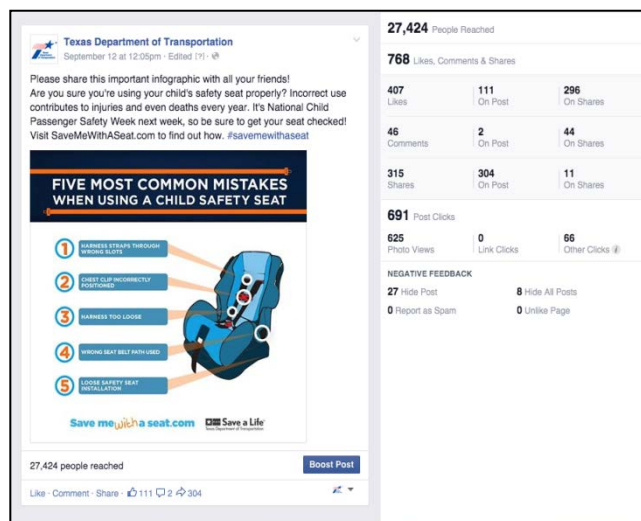 Texas Department of Transportation
September 12 at 12:05pm · Edited [?] ·
Please share this important infographic with all your friends!
Are you sure you're using your child's safety seat properly? Incorrect use
contributes to injuries and even deaths every year. It's National Child
Passenger Safety Week next week, so be sure to get your seat checked!
Visit SaveMeWithASeat.com to find out how. #savemewithaseat
FIVE MOST COMMON MISTAKES
WHEN USING A CHILD SAFETY SEAT
1 HARNESS STRAPS THROUGH
WRONG SLOTS
2 CHEST CLIP INCORRECTLY
POSITIONED
3 HARNESS TOO LOOSE
4 WRONG SEAT BELT PATH USED
5 LOOSE SAFETY SEAT
INSTALLATION
Save me with a seat.com Save a Life
Texas Department of Transportation
27,424 people reached
Boost Post
Like · Comment · Share · 111 2 304
27,424 People Reached
768 Likes, Comments & Shares
407 111 296
Likes On Post On Shares
46 2 44
Comments On Post On Shares
315 304 11
Shares On Post On Shares
691 Post Clicks
625 0 66
Photo Views Link Clicks Other Clicks i
NEGATIVE FEEDBACK
27 Hide Post 8 Hide All Posts
0 Report as Spam 0 Unlike Page